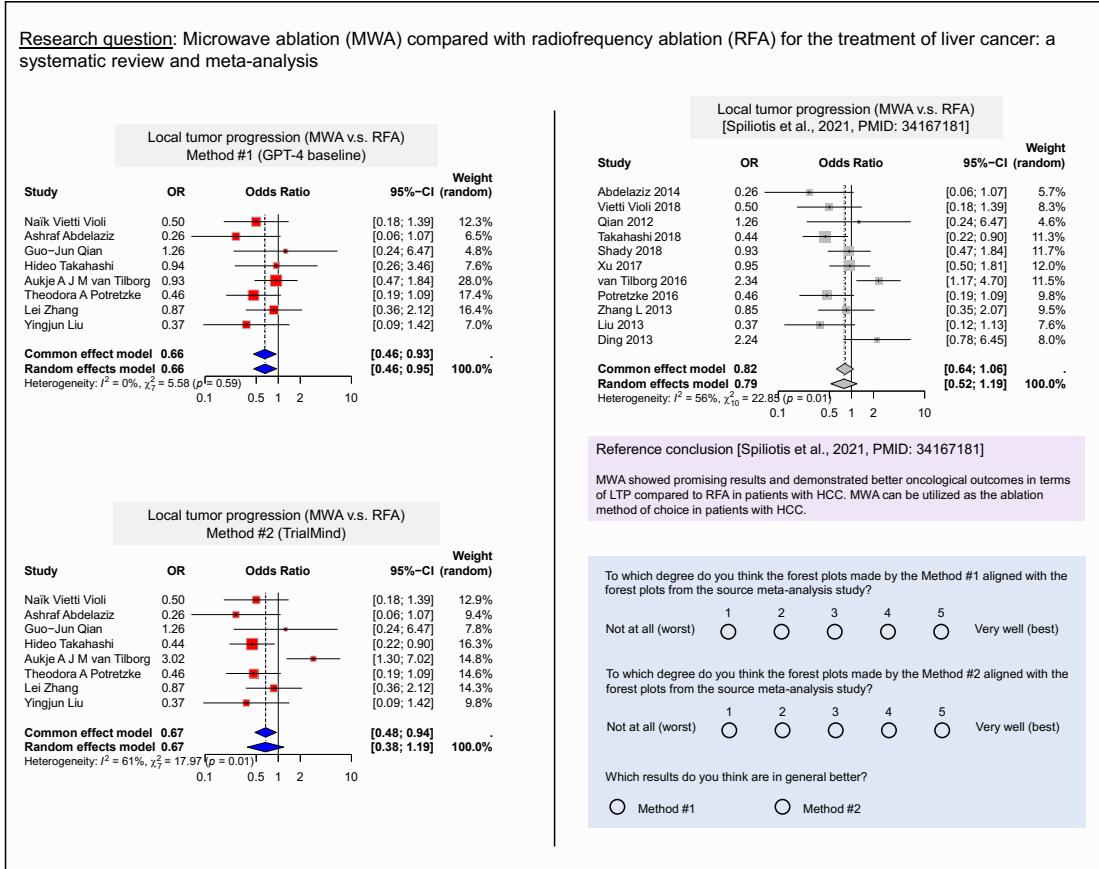 Research question: Microwave ablation (MWA) compared with radiofrequency ablation (RFA) for the treatment of liver cancer: a
systematic review and meta-analysis
Local tumor progression (MWA v.s. RFA)
Method #1 (GPT-4 baseline)
Weight
Study OR Odds Ratio 95%−CI (random)
Naïk Vietti Violi 0.50 [0.18; 1.39] 12.3%
Ashraf Abdelaziz 0.26 [0.06; 1.07] 6.5%
Guo−Jun Qian 1.26 [0.24; 6.47] 4.8%
Hideo Takahashi 0.94 [0.26; 3.46] 7.6%
Aukje A J M van Tilborg 0.93 [0.47; 1.84] 28.0%
Theodora A Potretzke 0.46 [0.19; 1.09] 17.4%
Lei Zhang 0.87 [0.36; 2.12] 16.4%
Yingjun Liu 0.37 [0.09; 1.42] 7.0%
Common effect model 0.66 [0.46; 0.93] .
Random effects model 0.66 [0.46; 0.95] 100.0%
Heterogeneity: I² = 0%, χ²₇ = 5.58 (p = 0.59)
0.1 0.5 1 2 10
Local tumor progression (MWA v.s. RFA)
Method #2 (TrialMind)
Weight
Study OR Odds Ratio 95%−CI (random)
Naïk Vietti Violi 0.50 [0.18; 1.39] 12.9%
Ashraf Abdelaziz 0.26 [0.06; 1.07] 9.4%
Guo−Jun Qian 1.26 [0.24; 6.47] 7.8%
Hideo Takahashi 0.44 [0.22; 0.90] 16.3%
Aukje A J M van Tilborg 3.02 [1.30; 7.02] 14.8%
Theodora A Potretzke 0.46 [0.19; 1.09] 14.6%
Lei Zhang 0.87 [0.36; 2.12] 14.3%
Yingjun Liu 0.37 [0.09; 1.42] 9.8%
Common effect model 0.67 [0.48; 0.94] .
Random effects model 0.67 [0.38; 1.19] 100.0%
Heterogeneity: I² = 61%, χ²₇ = 17.97 (p = 0.01)
0.1 0.5 1 2 10
Local tumor progression (MWA v.s. RFA)
[Spiliotis et al., 2021, PMID: 34167181]
Weight
Study OR Odds Ratio 95%−CI (random)
Abdelaziz 2014 0.26 [0.06; 1.07] 5.7%
Vietti Violi 2018 0.50 [0.18; 1.39] 8.3%
Qian 2012 1.26 [0.24; 6.47] 4.6%
Takahashi 2018 0.44 [0.22; 0.90] 11.3%
Shady 2018 0.93 [0.47; 1.84] 11.7%
Xu 2017 0.95 [0.50; 1.81] 12.0%
van Tilborg 2016 2.34 [1.17; 4.70] 11.5%
Potretzke 2016 0.46 [0.19; 1.09] 9.8%
Zhang L 2013 0.85 [0.35; 2.07] 9.5%
Liu 2013 0.37 [0.12; 1.13] 7.6%
Ding 2013 2.24 [0.78; 6.45] 8.0%
Common effect model 0.82 [0.64; 1.06] .
Random effects model 0.79 [0.52; 1.19] 100.0%
Heterogeneity: I² = 56%, χ²₁₀ = 22.85 (p = 0.01)
0.1 0.5 1 2 10
Reference conclusion [Spiliotis et al., 2021, PMID: 34167181]
MWA showed promising results and demonstrated better oncological outcomes in terms
of LTP compared to RFA in patients with HCC. MWA can be utilized as the ablation
method of choice in patients with HCC.
To which degree do you think the forest plots made by the Method #1 aligned with the
forest plots from the source meta-analysis study?
1 2 3 4 5
Not at all (worst) Very well (best)
To which degree do you think the forest plots made by the Method #2 aligned with the
forest plots from the source meta-analysis study?
1 2 3 4 5
Not at all (worst) Very well (best)
Which results do you think are in general better?
Method #1 Method #2